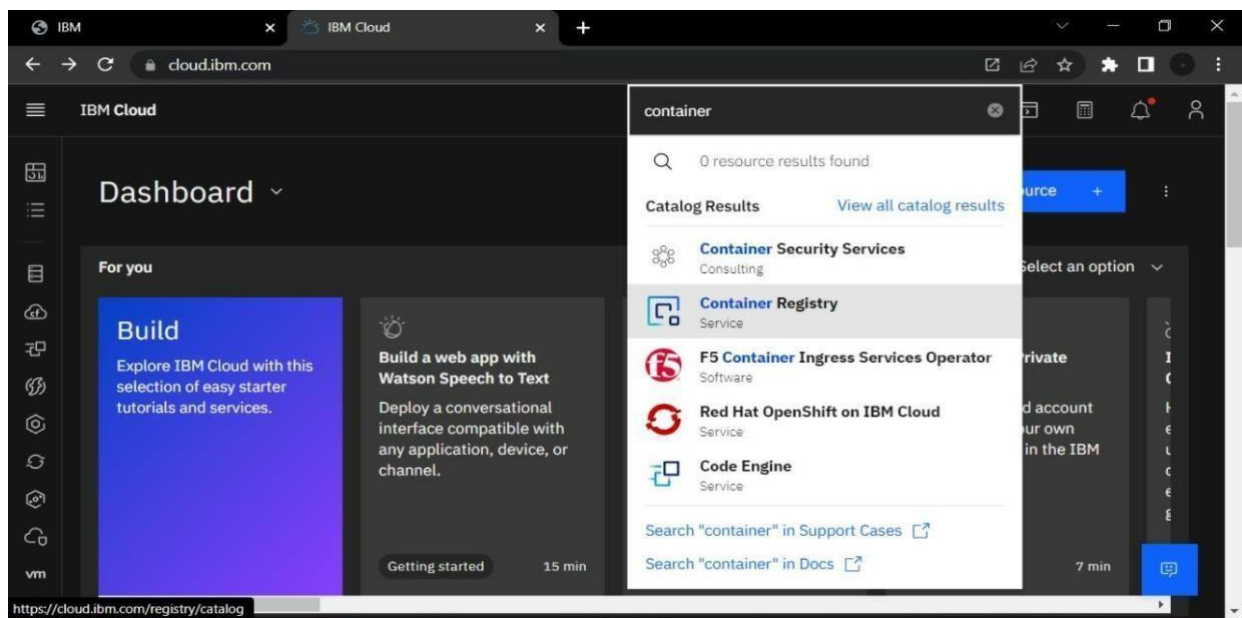 IBM
IBM Cloud
cloud.ibm.com
IBM Cloud
container
0 resource results found
Dashboard
Catalog Results
View all catalog results
Container Security Services
Consulting
For you
Select an option
Container Registry
Service
Build
Explore IBM Cloud with this
selection of easy starter
tutorials and services.
Build a web app with
Watson Speech to Text
Deploy a conversational
interface compatible with
any application, device, or
channel.
F5 Container Ingress Services Operator
Software
Red Hat OpenShift on IBM Cloud
Service
Code Engine
Service
d account
ur own
in the IBM
Search "container" in Support Cases
Search "container" in Docs
Getting started
15 min
7 min
vm
https://cloud.ibm.com/registry/catalog